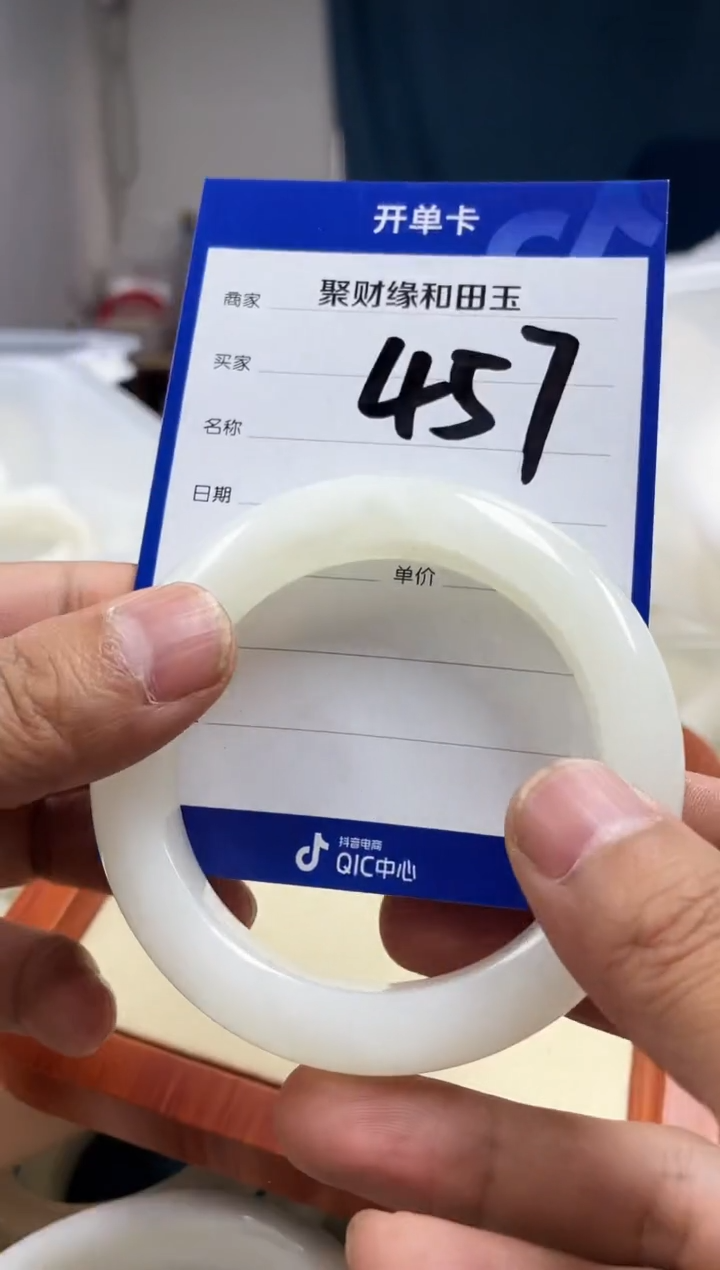 开单卡
商家 聚财缘和田玉
买家
457
名称
日期
单价
抖音电商
QIC中心